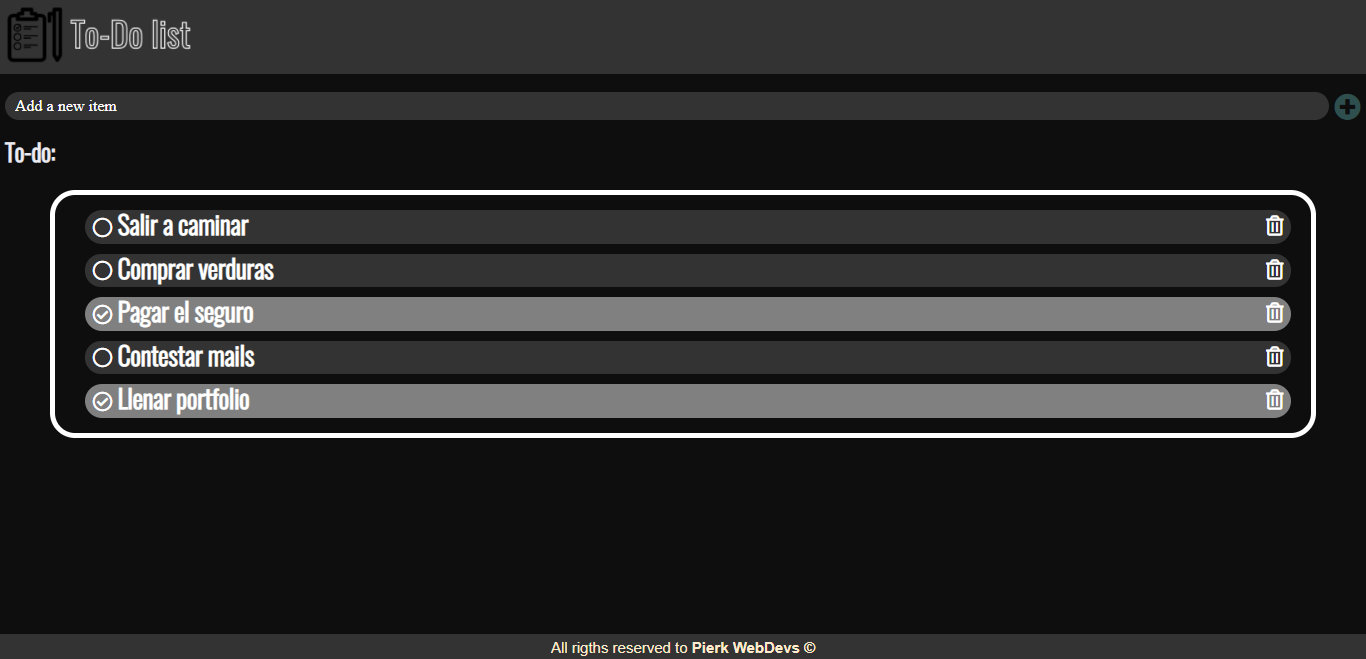 To-Do list
Add a new item
To-do:
Salir a caminar
Comprar verduras
Pagar el seguro
Contestar mails
Llenar portfolio
All rigths reserved to Pierk WebDevs ©